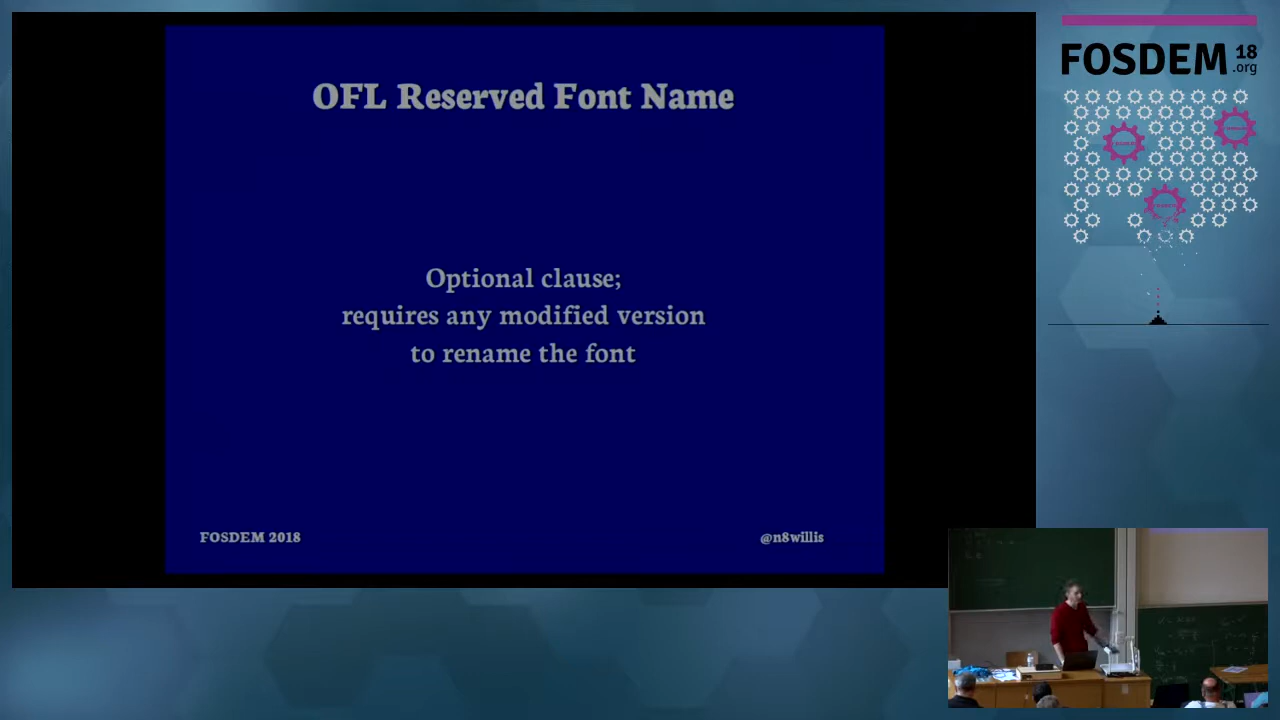 OFL Reserved Font Name
Optional clause;
requires any modified version
to rename the font
FOSDEM 2018
@n8willis
FOSDEM 18
.org